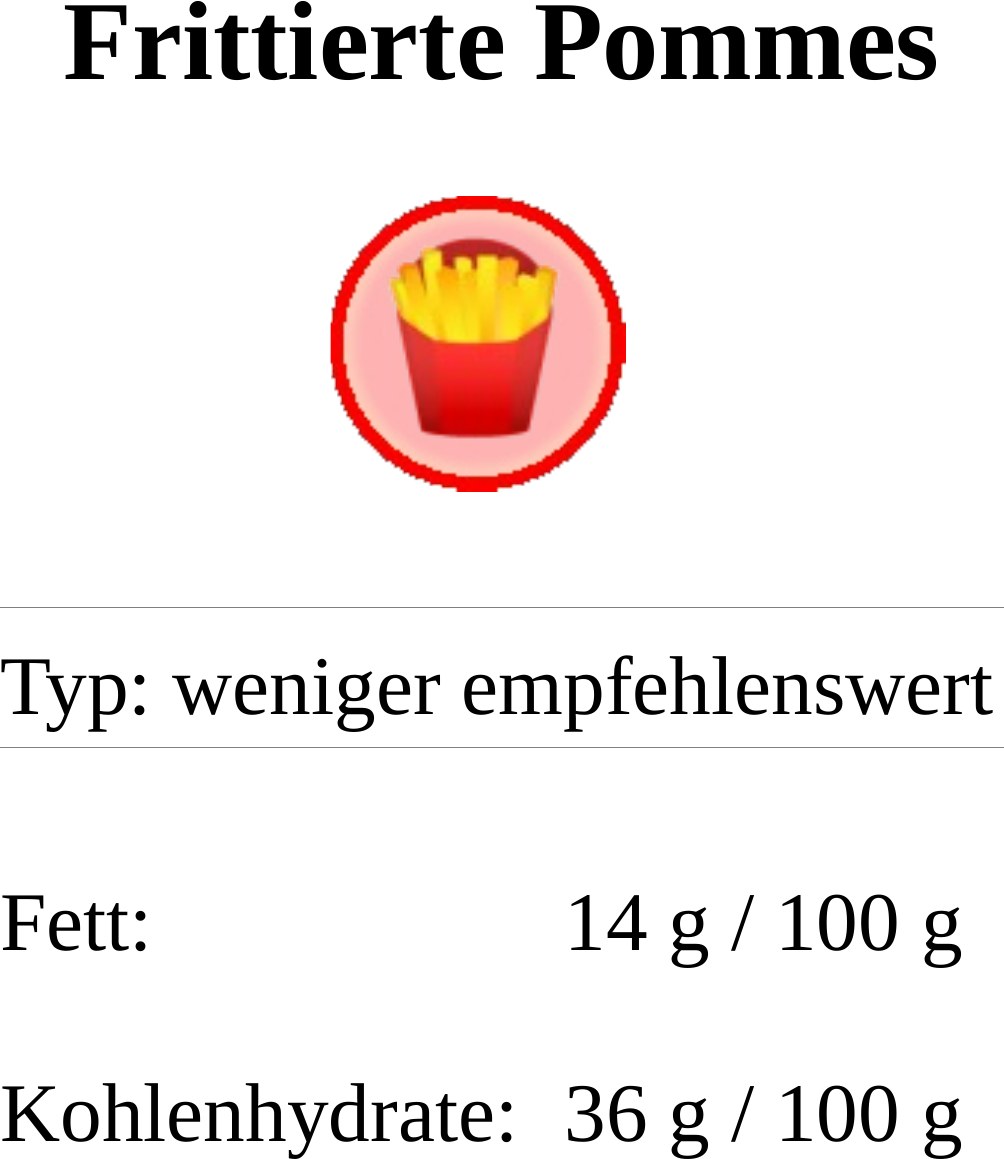 Frittierte Pommes
Typ: weniger empfehlenswert
Fett: 14 g / 100 g
Kohlenhydrate: 36 g / 100 g